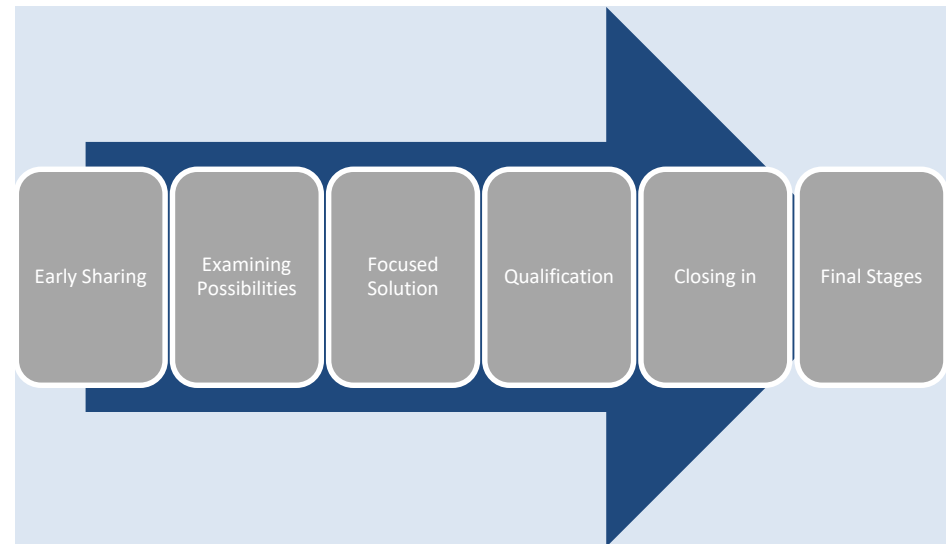 Early Sharing
Examining
Possibilities
Focused
Solution
Qualification
Closing in
Final Stages